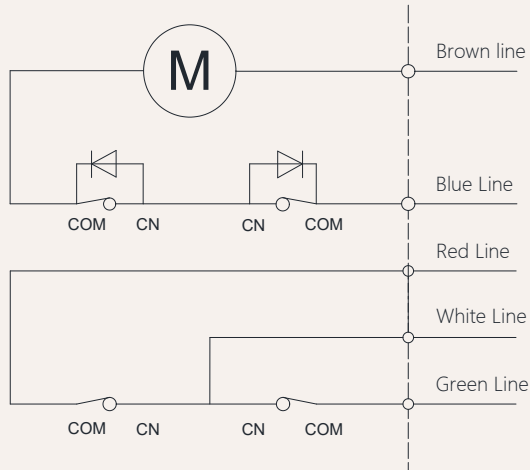 M
Brown line
Blue Line
COM CN CN COM
Red Line
White Line
Green Line
COM CN CN COM